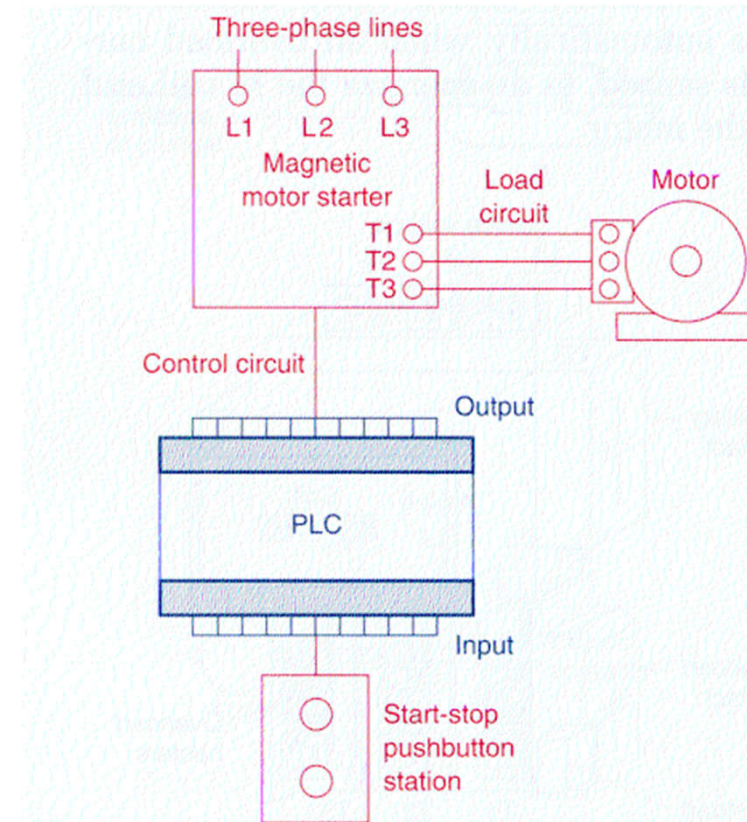 Three-phase lines
L1 L2 L3
Magnetic
motor starter
Load
circuit
Motor
T1
T2
T3
Control circuit
Output
PLC
Input
Start-stop
pushbutton
station